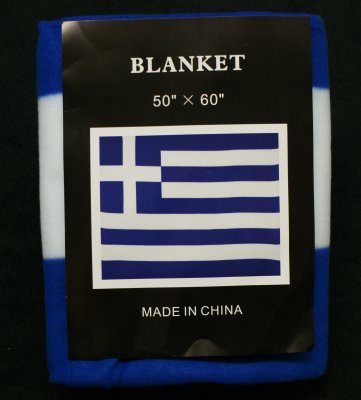 BLANKET
50" × 60"
MADE IN CHINA